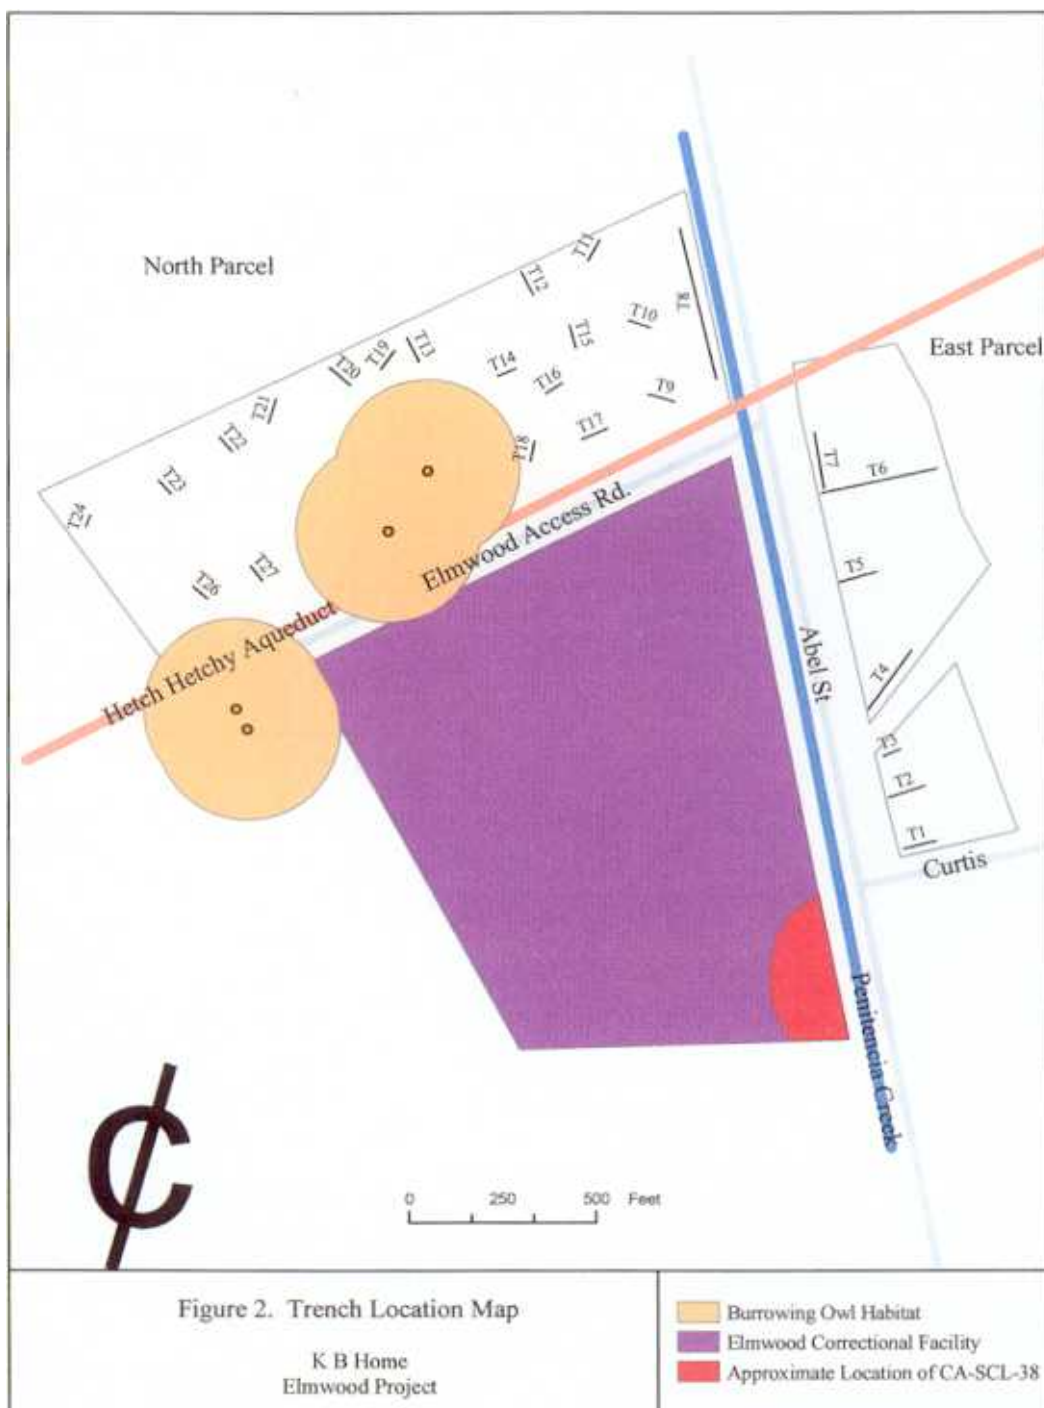 North Parcel
East Parcel
T11
T12
T8
T10
T15
T13
T19
T20
T14
T16
T9
T21
T22
T17
T18
T23
T24
T7
T6
T27
T26
T5
Elmwood Access Rd.
Hetch Hetchy Aqueduct
Abel St
T4
T3
T2
T1
Curtis
Penitencia Creek
0 250 500 Feet
Figure 2. Trench Location Map
K B Home
Elmwood Project
Burrowing Owl Habitat
Elmwood Correctional Facility
Approximate Location of CA-SCL-38